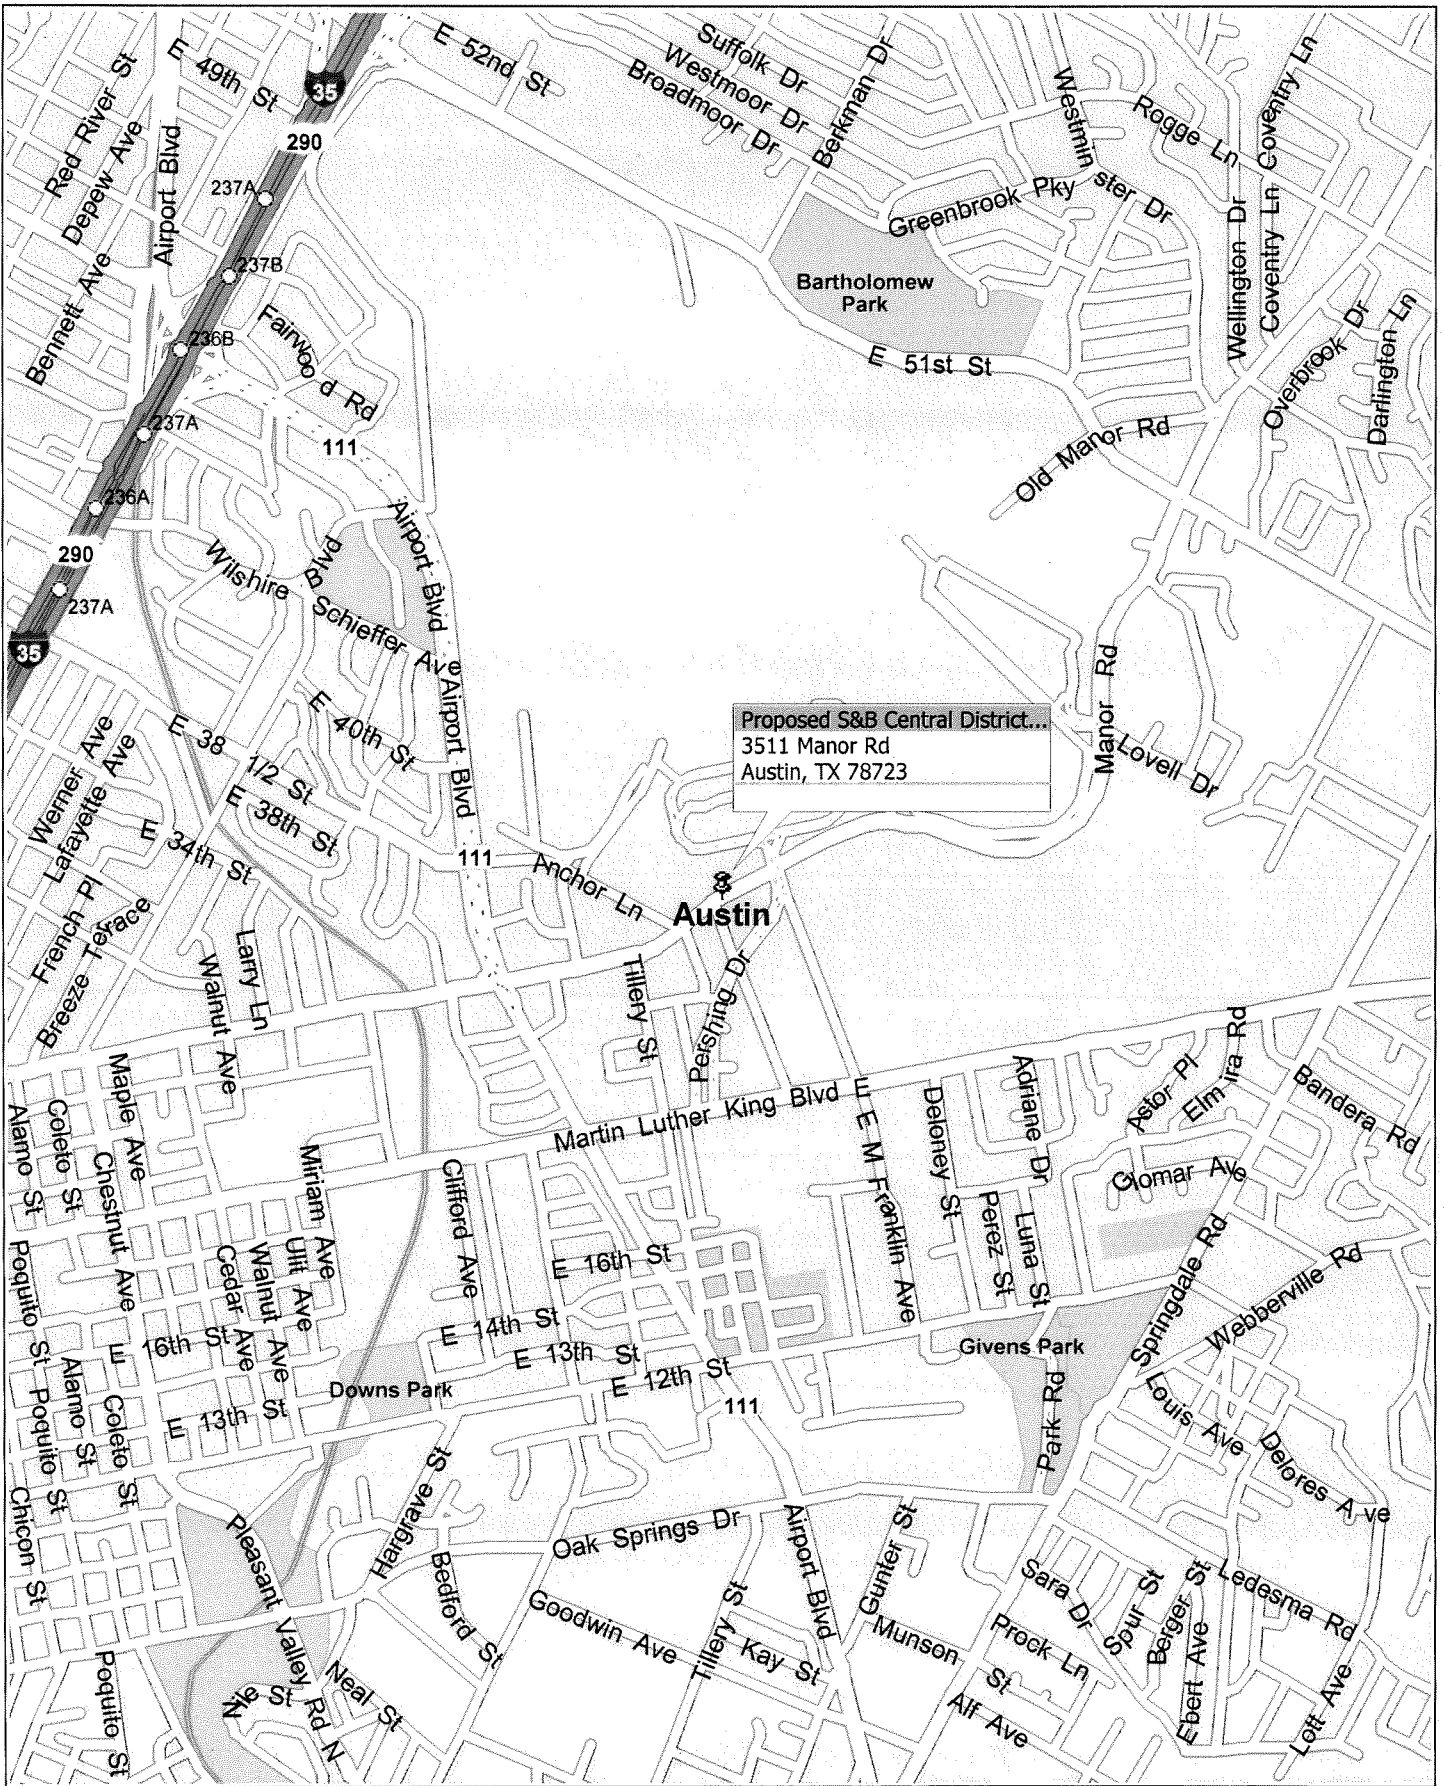 E 49th St
35
E 52nd St
Suffolk Dr
Westmoor Dr
Broadmoor Dr
Berkman Dr
Westmin ster Dr
Rogge Ln
Coventry Ln
Red River St
Depew Ave
Airport Blvd
290
237A
Greenbrook Pky
Wellington Dr
Coventry Ln
Bennett Ave
237B
Bartholomew
Park
236B
Fairwoo d Rd
E 51st St
Overbrook Dr
Darlington Ln
237A
111
Old Manor Rd
236A
Airport Blvd
290
Wilshire Blvd
237A
Schieffer Ave
35
Manor Rd
Airport Blvd
E 40th St
Proposed S&B Central District...
3511 Manor Rd
Austin, TX 78723
Lovell Dr
Werner Ave
Lafayette Ave
E 38 1/2 St
E 38th St
E 34th St
111
Anchor Ln
French Pl
Breeze Terace
Austin
Larry Ln
Walnut Ave
Tillery St
Pershing Dr
Elm ira Rd
Astor Pl
Bandera Rd
Maple Ave
Coleto St
Alamo St
Martin Luther King Blvd E
E M Franklin Ave
Deloney St
Adriane Dr
Glomar Ave
Chestnut Ave
Miriam Ave
Clifford Ave
Perez St
Luna St
Springdale Rd
Webberville Rd
Poquito St
Cedar Ave
Walnut Ave
Ulit Ave
E 16th St
E 16th St
E 14th St
E 13th St
E 12th St
Givens Park
Alamo St
Poquito St
Coleto St
E 13th St
Downs Park
111
Park Rd
Louis Ave
Delores A ve
Chicon St
Pleasant Valley Rd N
Hargrave St
Bedford St
Oak Springs Dr
Airport Blvd
Gunter St
Sara Dr
Spur St
Berger St
Ledesma Rd
Goodwin Ave
Tillery St
Kay St
Munson St
Prock Ln
Ebert Ave
Lott Ave
Poquito St
Nile St
Neal St
Alf Ave